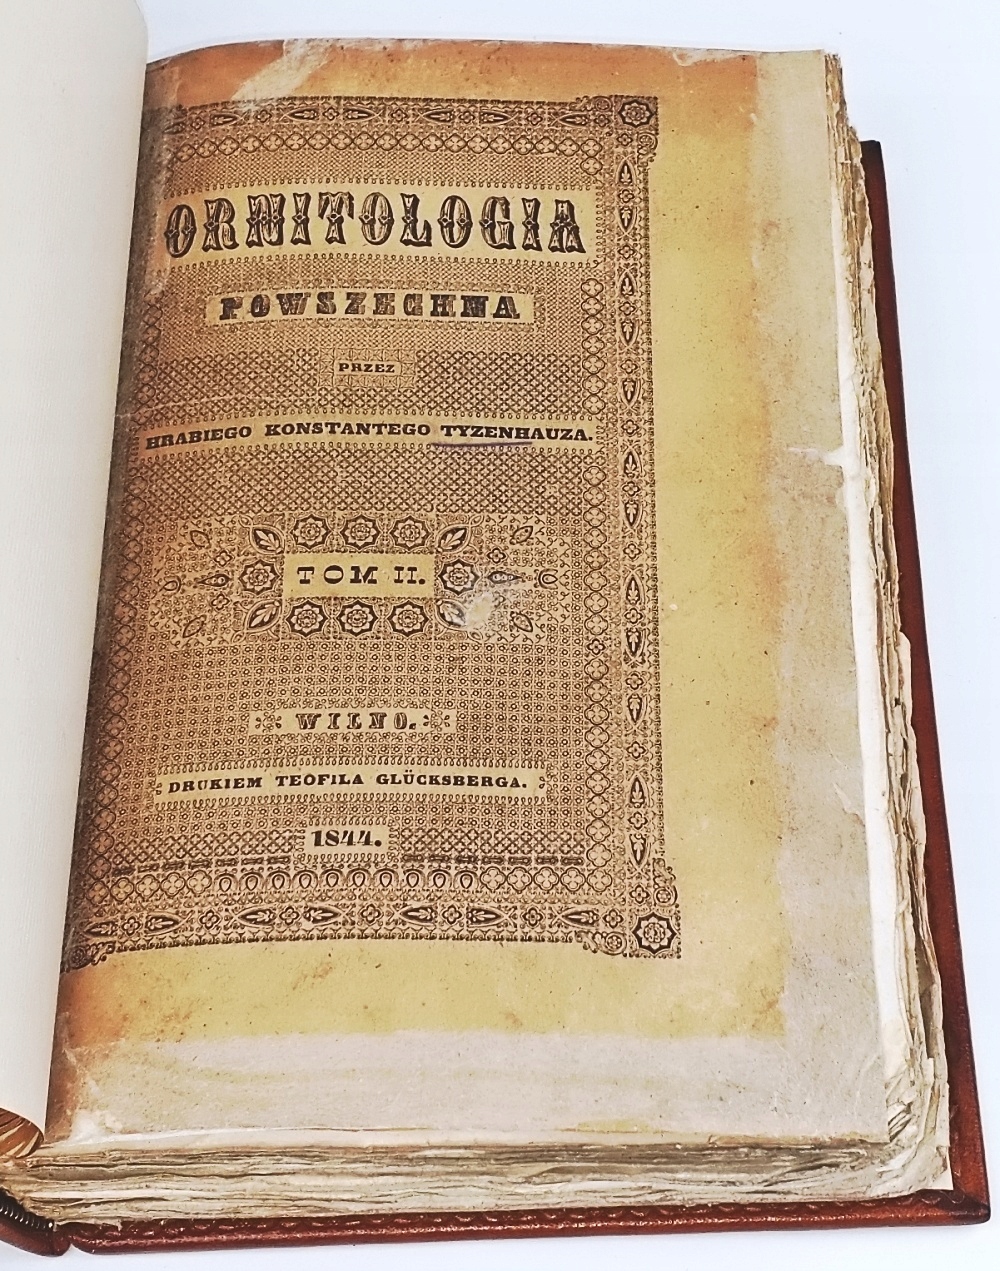 ORNITOLOGIA
POWSZECHNA
PRZEZ
HRABIEGO KONSTANTEGO TYZENHAUZA.
TOM II.
WILNO.
DRUKIEM TEOFILA GLÜCKSBERGA.
1844.